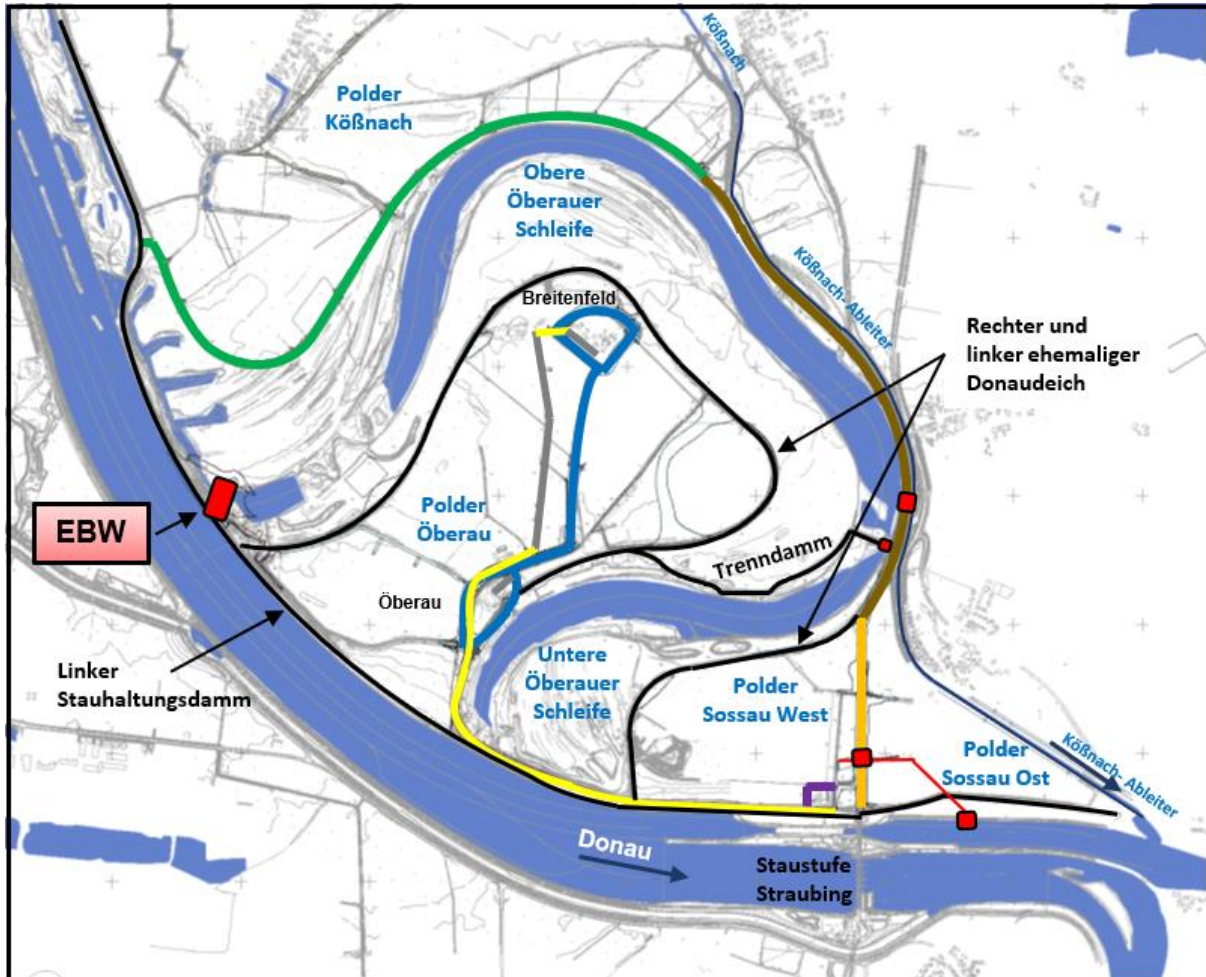 Kößnach
Polder
Kößnach
Obere
Öberauer
Schleife
Kößnach- Ableiter
Breitenfeld
Rechter und
linker ehemaliger
Donaudeich
EBW
Polder
Öberau
Trenndamm
Öberau
Linker
Stauhaltungsdamm
Untere
Öberauer
Schleife
Polder
Sossau West
Polder
Sossau Ost
Kößnach- Ableiter
Donau
Staustufe
Straubing